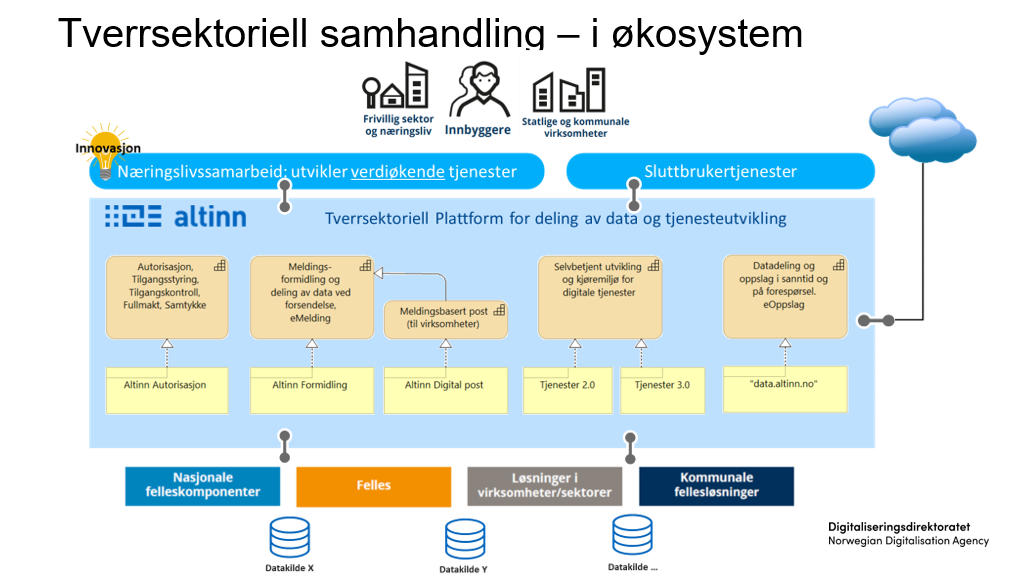 Tverrsektoriell samhandling – i økosystem
Frivillig sektor
og næringsliv
Innbyggere
Statlige og kommunale
virksomheter
Innovasjon
Næringslivssamarbeid: utvikler verdiøkende tjenester
Sluttbrukertjenester
altinn
Tverrsektoriell Plattform for deling av data og tjenesteutvikling
Autorisasjon,
Tilgangsstyring,
Tilgangskontroll,
Fullmakt, Samtykke
Meldings-
formidling og
deling av data ved
forsendelse,
eMelding
Meldingsbasert post
(til virksomheter)
Selvbetjent utvikling
og kjøremiljø for
digitale tjenester
Datadeling og
oppslag i sanntid og
på forespørsel.
eOppslag
Altinn Autorisasjon
Altinn Formidling
Altinn Digital post
Tjenester 2.0
Tjenester 3.0
"data.altinn.no"
Nasjonale
felleskomponenter
Felles
Løsninger i
virksomheter/sektorer
Kommunale
fellesløsninger
Datakilde X
Datakilde Y
Datakilde ...
Digitaliseringsdirektoratet
Norwegian Digitalisation Agency